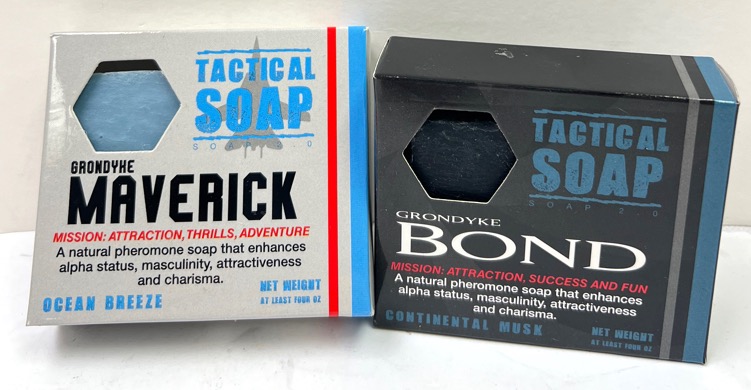 TACTICAL
SOAP
SOAP 2.0
GRONDYKE
MAVERICK
MISSION: ATTRACTION, THRILLS, ADVENTURE
A natural pheromone soap that enhances
alpha status, masculinity, attractiveness
and charisma.
OCEAN BREEZE
NET WEIGHT
AT LEAST FOUR OZ
TACTICAL
SOAP
SOAP 2.0
GRONDYKE
BOND
MISSION: ATTRACTION, SUCCESS AND FUN
A natural pheromone soap that enhances
alpha status, masculinity, attractiveness
and charisma.
CONTINENTAL MUSK
NET WEIGHT
AT LEAST FOUR OZ